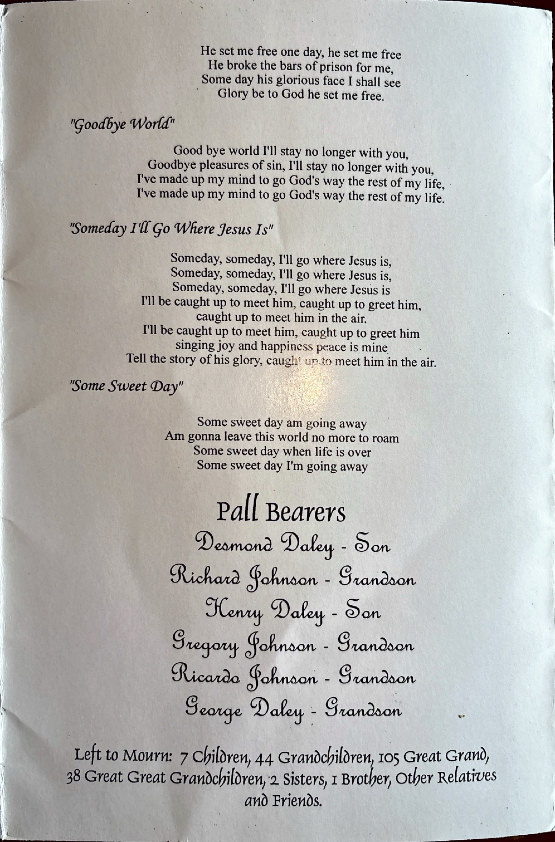 He set me free one day, he set me free
He broke the bars of prison for me,
Some day his glorious face I shall see
Glory be to God he set me free.
"Goodbye World"
Good bye world I'll stay no longer with you,
Goodbye pleasures of sin, I'll stay no longer with you,
I've made up my mind to go God's way the rest of my life,
I've made up my mind to go God's way the rest of my life.
"Someday I'll Go Where Jesus Is"
Someday, someday, I'll go where Jesus is,
Someday, someday, I'll go where Jesus is,
Someday, someday, I'll go where Jesus is
I'll be caught up to meet him, caught up to greet him,
caught up to meet him in the air.
I'll be caught up to meet him, caught up to greet him
singing joy and happiness peace is mine
Tell the story of his glory, caught up to meet him in the air.
"Some Sweet Day"
Some sweet day am going away
Am gonna leave this world no more to roam
Some sweet day when life is over
Some sweet day I'm going away
Pall Bearers
Desmond Daley - Son
Richard Johnson - Grandson
Henry Daley - Son
Gregory Johnson - Grandson
Ricardo Johnson - Grandson
George Daley - Grandson
Left to Mourn: 7 Children, 44 Grandchildren, 105 Great Grand,
38 Great Great Grandchildren, 2 Sisters, 1 Brother, Other Relatives
and Friends.